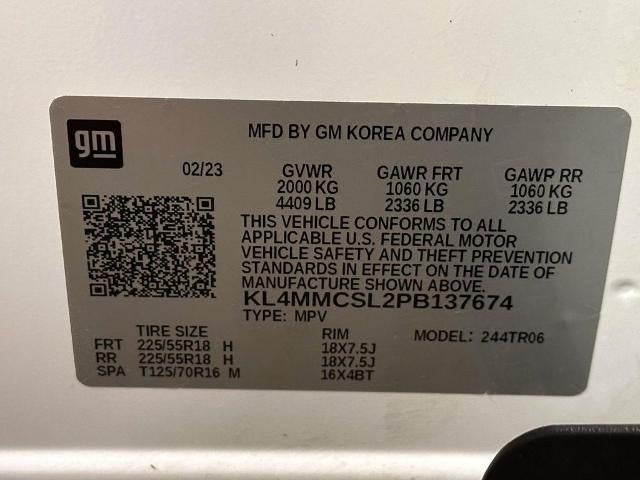 gm
MFD BY GM KOREA COMPANY
02/23 GVWR GAWR FRT GAWR RR
2000 KG 1060 KG 1060 KG
4409 LB 2336 LB 2336 LB
THIS VEHICLE CONFORMS TO ALL
APPLICABLE U.S. FEDERAL MOTOR
VEHICLE SAFETY AND THEFT PREVENTION
STANDARDS IN EFFECT ON THE DATE OF
MANUFACTURE SHOWN ABOVE.
KL4MMCSL2PB137674
TYPE: MPV
TIRE SIZE RIM MODEL: 244TR06
FRT 225/55R18 H 18X7.5J
RR 225/55R18 H 18X7.5J
SPA T125/70R16 M 16X4BT